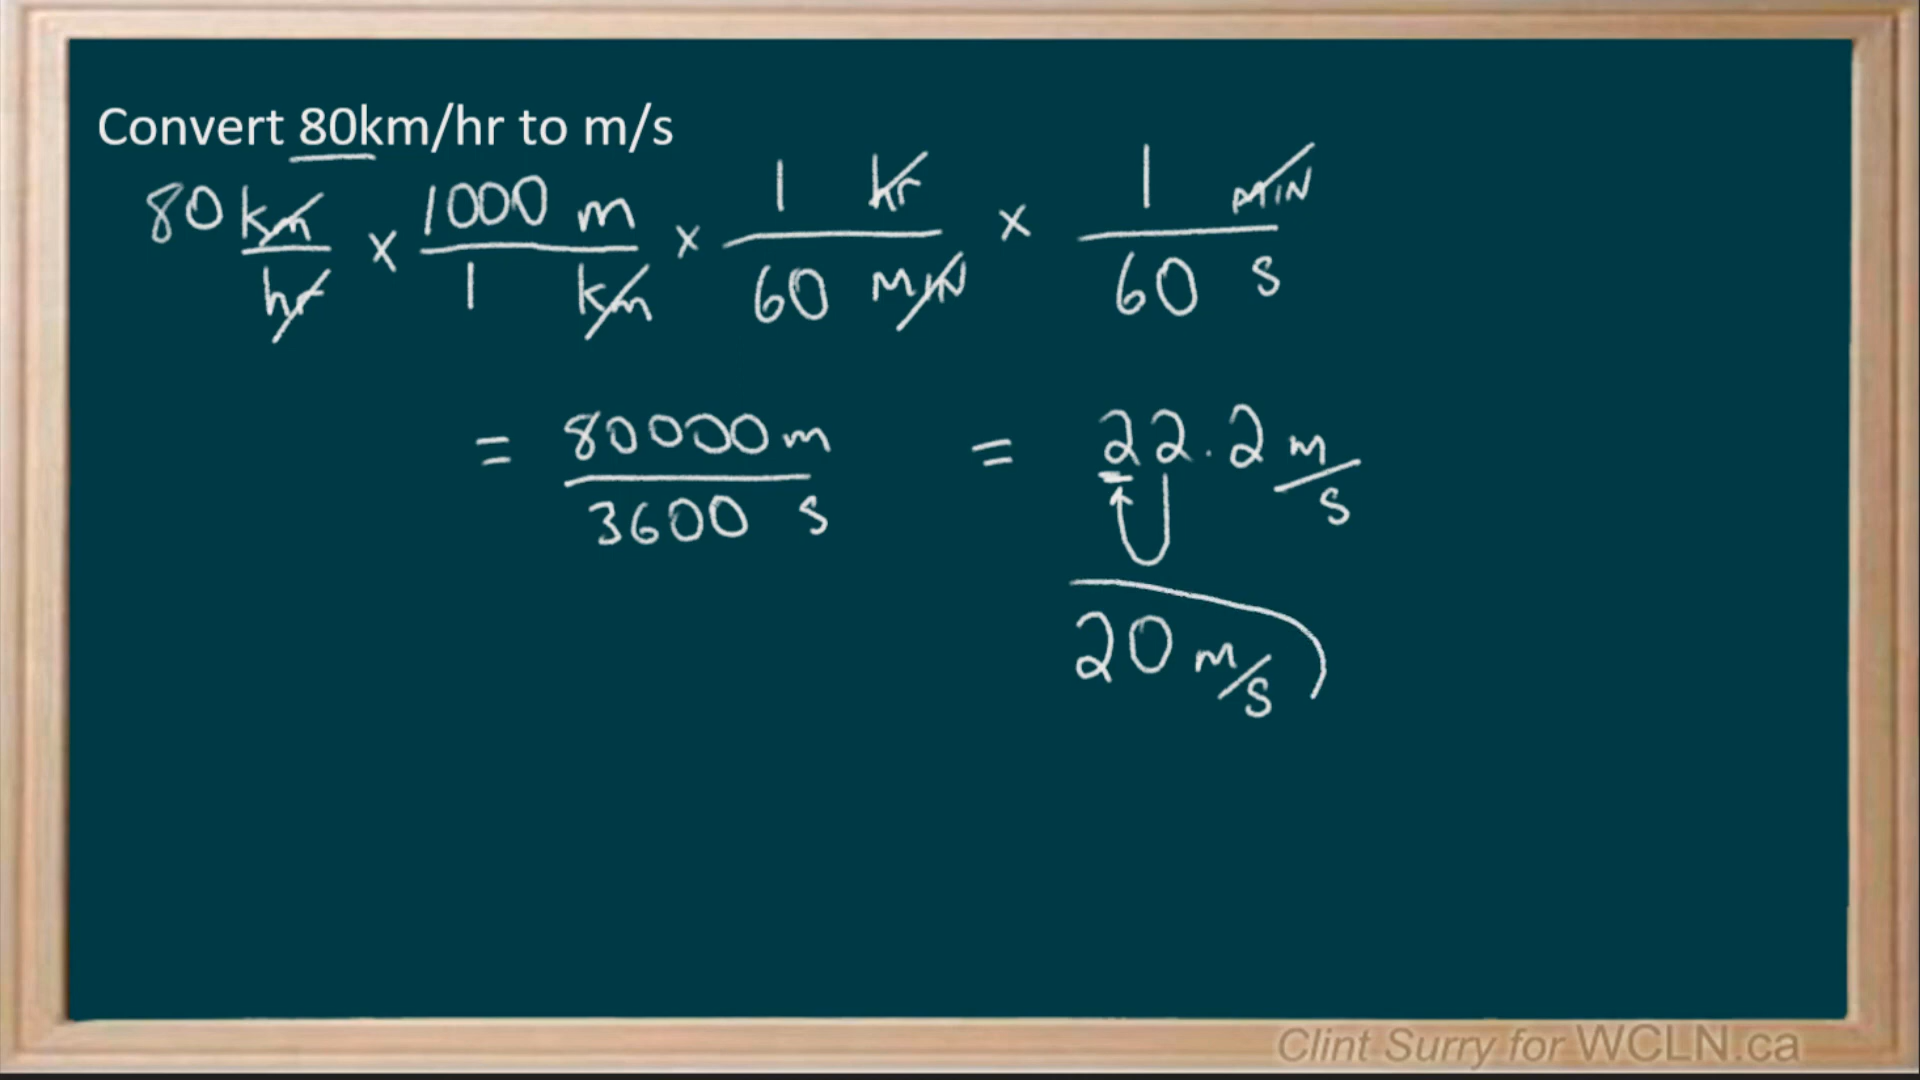 Convert 80km/hr to m/s
80 km/hr x 1000 m/1 km x 1 hr/60 MIN x 1 MIN/60 s
= 80000 m/3600 s = 22.2 m/s
20 m/s
Clint Surry for WCLN.ca